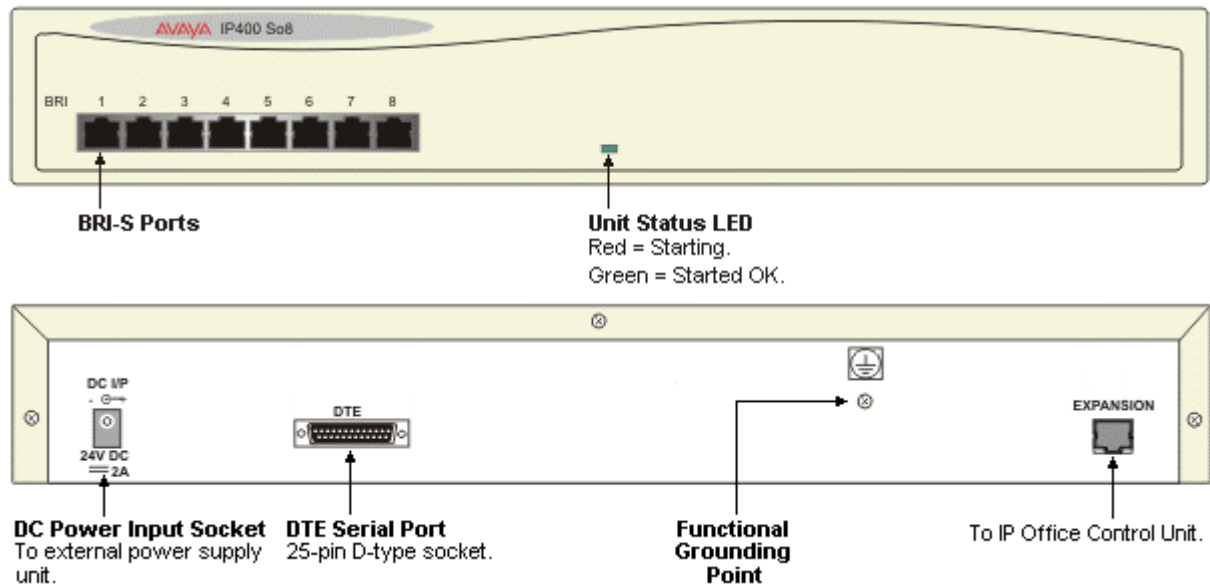 AVAYA IP400 So8
BRI 1 2 3 4 5 6 7 8
BRI-S Ports
Unit Status LED
Red = Starting.
Green = Started OK.
DC I/P
- +
24V DC
2A
DTE
EXPANSION
DC Power Input Socket
To external power supply
unit.
DTE Serial Port
25-pin D-type socket.
Functional
Grounding
Point
To IP Office Control Unit.